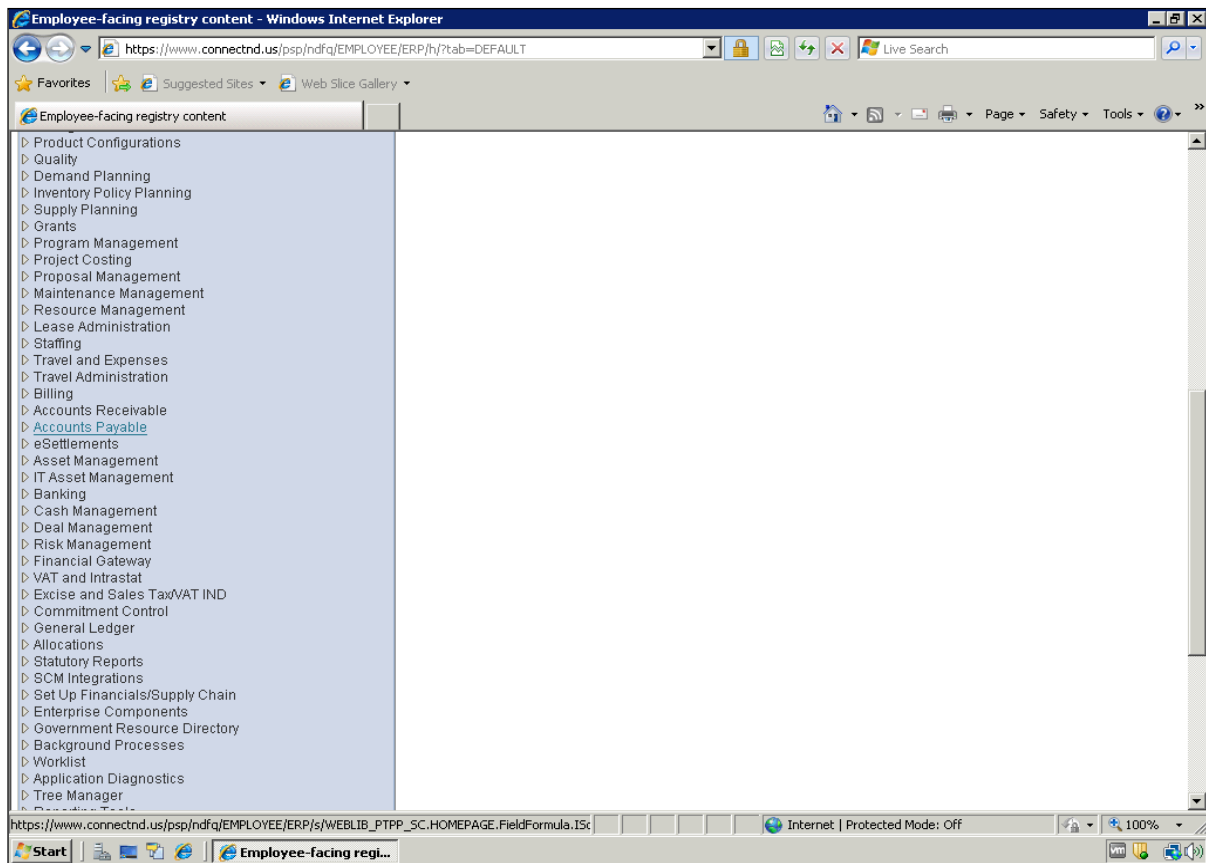 Employee-facing registry content - Windows Internet Explorer
https://www.connectnd.us/psp/ndfq/EMPLOYEE/ERP/h/?tab=DEFAULT
Live Search
Favorites
Suggested Sites
Web Slice Gallery
Employee-facing registry content
Page
Safety
Tools
Product Configurations
Quality
Demand Planning
Inventory Policy Planning
Supply Planning
Grants
Program Management
Project Costing
Proposal Management
Maintenance Management
Resource Management
Lease Administration
Staffing
Travel and Expenses
Travel Administration
Billing
Accounts Receivable
Accounts Payable
eSettlements
Asset Management
IT Asset Management
Banking
Cash Management
Deal Management
Risk Management
Financial Gateway
VAT and Intrastat
Excise and Sales Tax/VAT IND
Commitment Control
General Ledger
Allocations
Statutory Reports
SCM Integrations
Set Up Financials/Supply Chain
Enterprise Components
Government Resource Directory
Background Processes
Worklist
Application Diagnostics
Tree Manager
https://www.connectnd.us/psp/ndfq/EMPLOYEE/ERP/s/WEBLIB_PTPP_SC.HOMEPAGE.FieldFormula.ISc
Internet | Protected Mode: Off
100%
Start
Employee-facing regi...